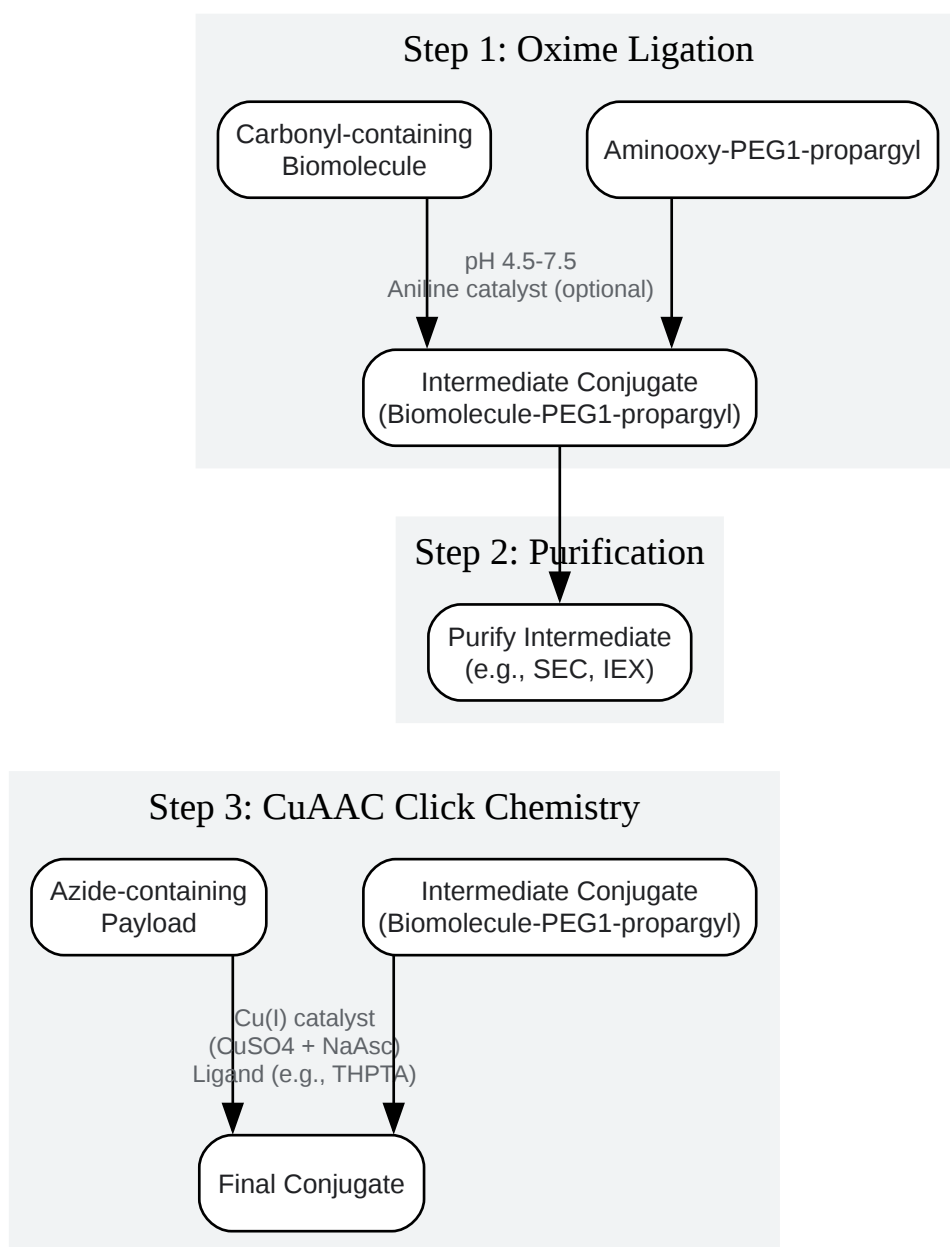 Step 1: Oxime Ligation
Carbonyl-containing
Biomolecule
Aminooxy-PEG1-propargyl
pH 4.5-7.5
Aniline catalyst (optional)
Intermediate Conjugate
(Biomolecule-PEG1-propargyl)
Step 2: Purification
Purify Intermediate
(e.g., SEC, IEX)
Step 3: CuAAC Click Chemistry
Azide-containing
Payload
Intermediate Conjugate
(Biomolecule-PEG1-propargyl)
Cu(I) catalyst
(CuSO4 + NaAsc)
Ligand (e.g., THPTA)
Final Conjugate